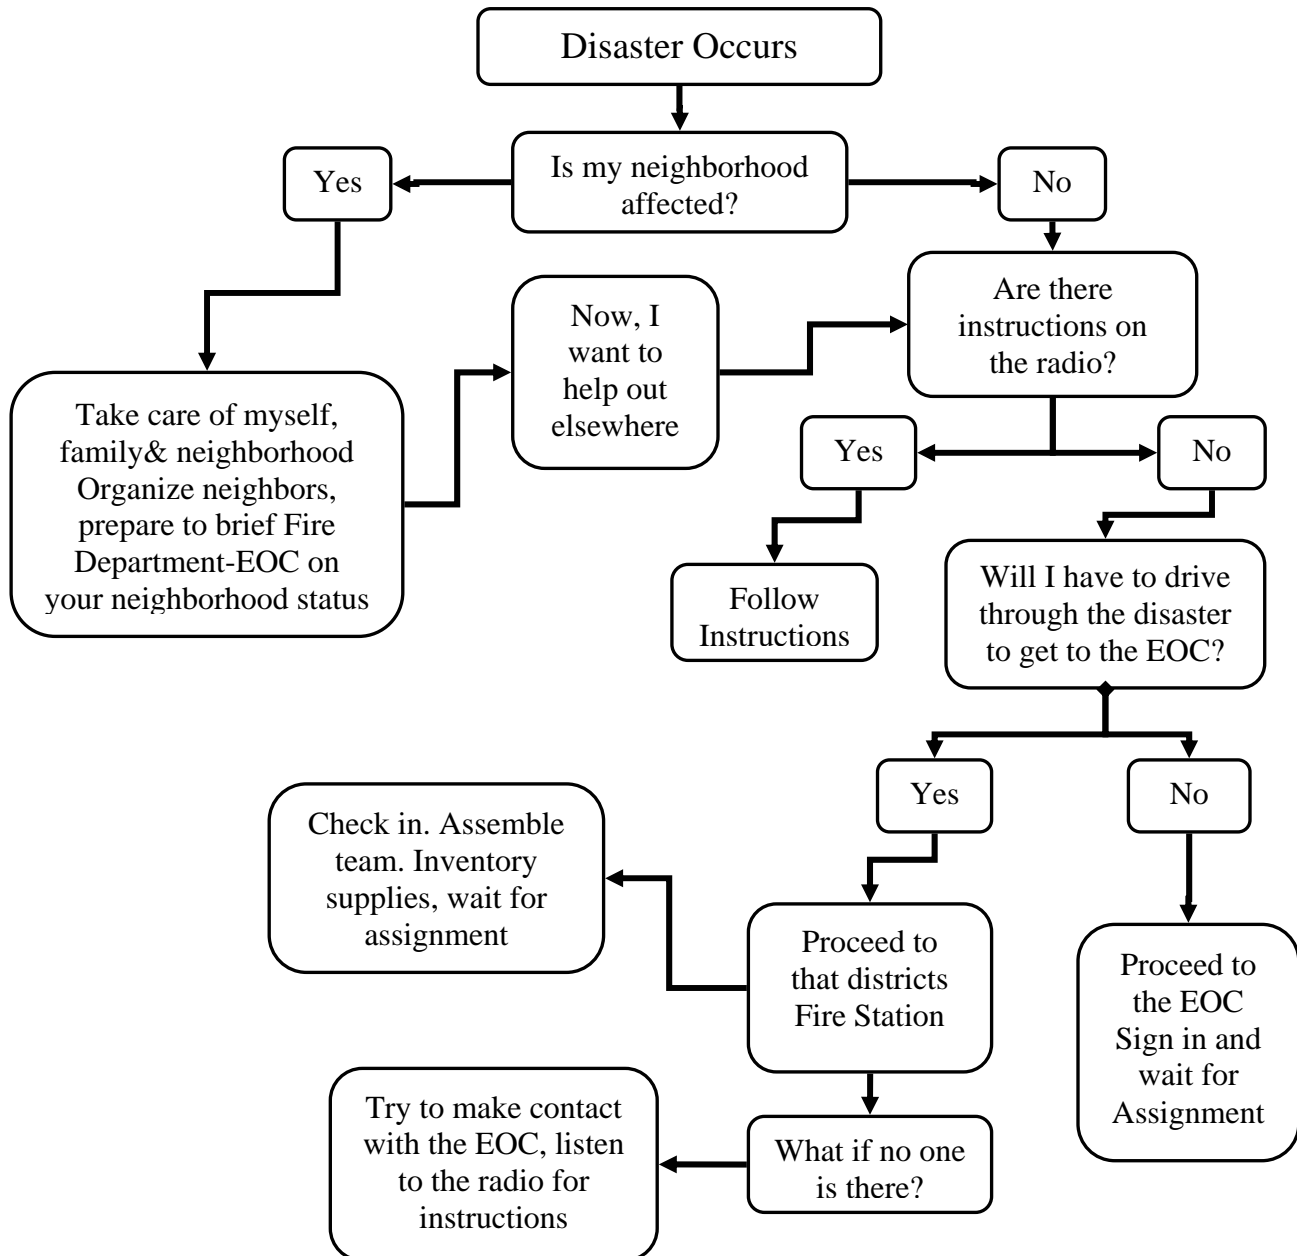 Disaster Occurs
Is my neighborhood
affected?
Yes
No
Are there
instructions on
the radio?
Now, I
want to
help out
elsewhere
Take care of myself,
family& neighborhood
Organize neighbors,
prepare to brief Fire
Department-EOC on
your neighborhood status
Yes
No
Follow
Instructions
Will I have to drive
through the disaster
to get to the EOC?
Yes
No
Check in. Assemble
team. Inventory
supplies, wait for
assignment
Proceed to
that districts
Fire Station
Proceed to
the EOC
Sign in and
wait for
Assignment
Try to make contact
with the EOC, listen
to the radio for
instructions
What if no one
is there?